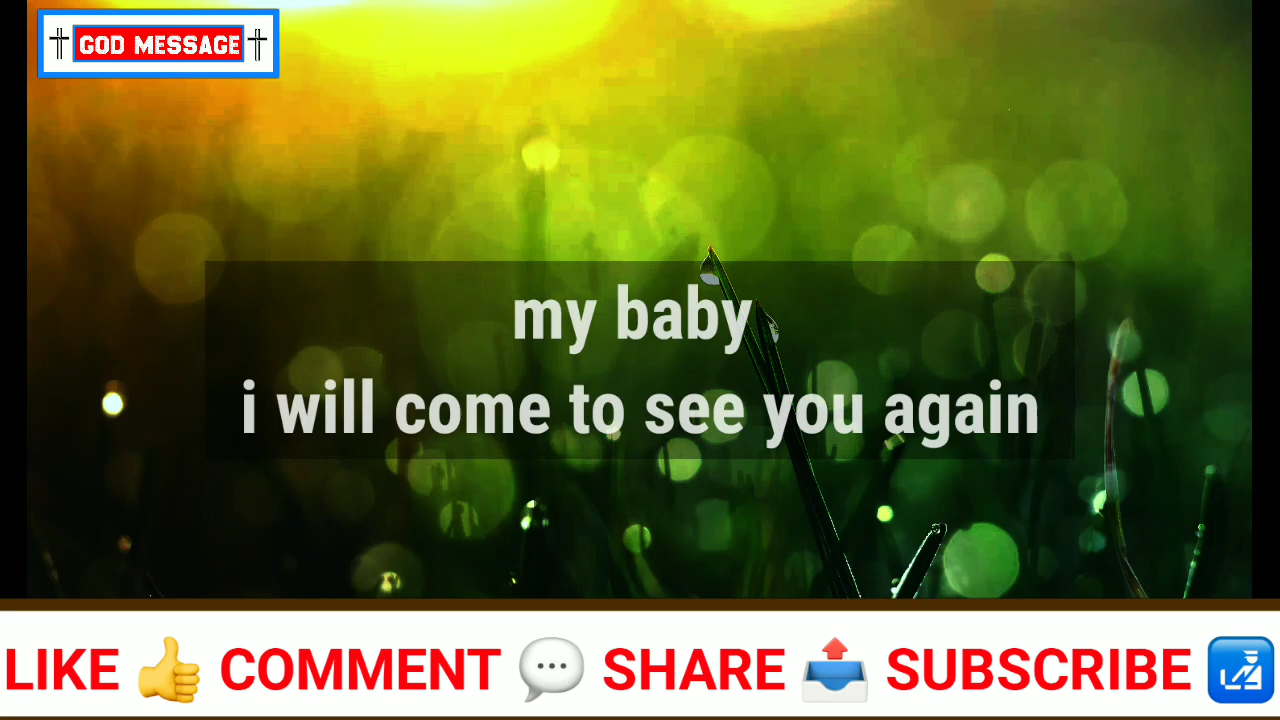 GOD MESSAGE
my baby
i will come to see you again
LIKE 👍 COMMENT 💬 SHARE 📤 SUBSCRIBE 🛃